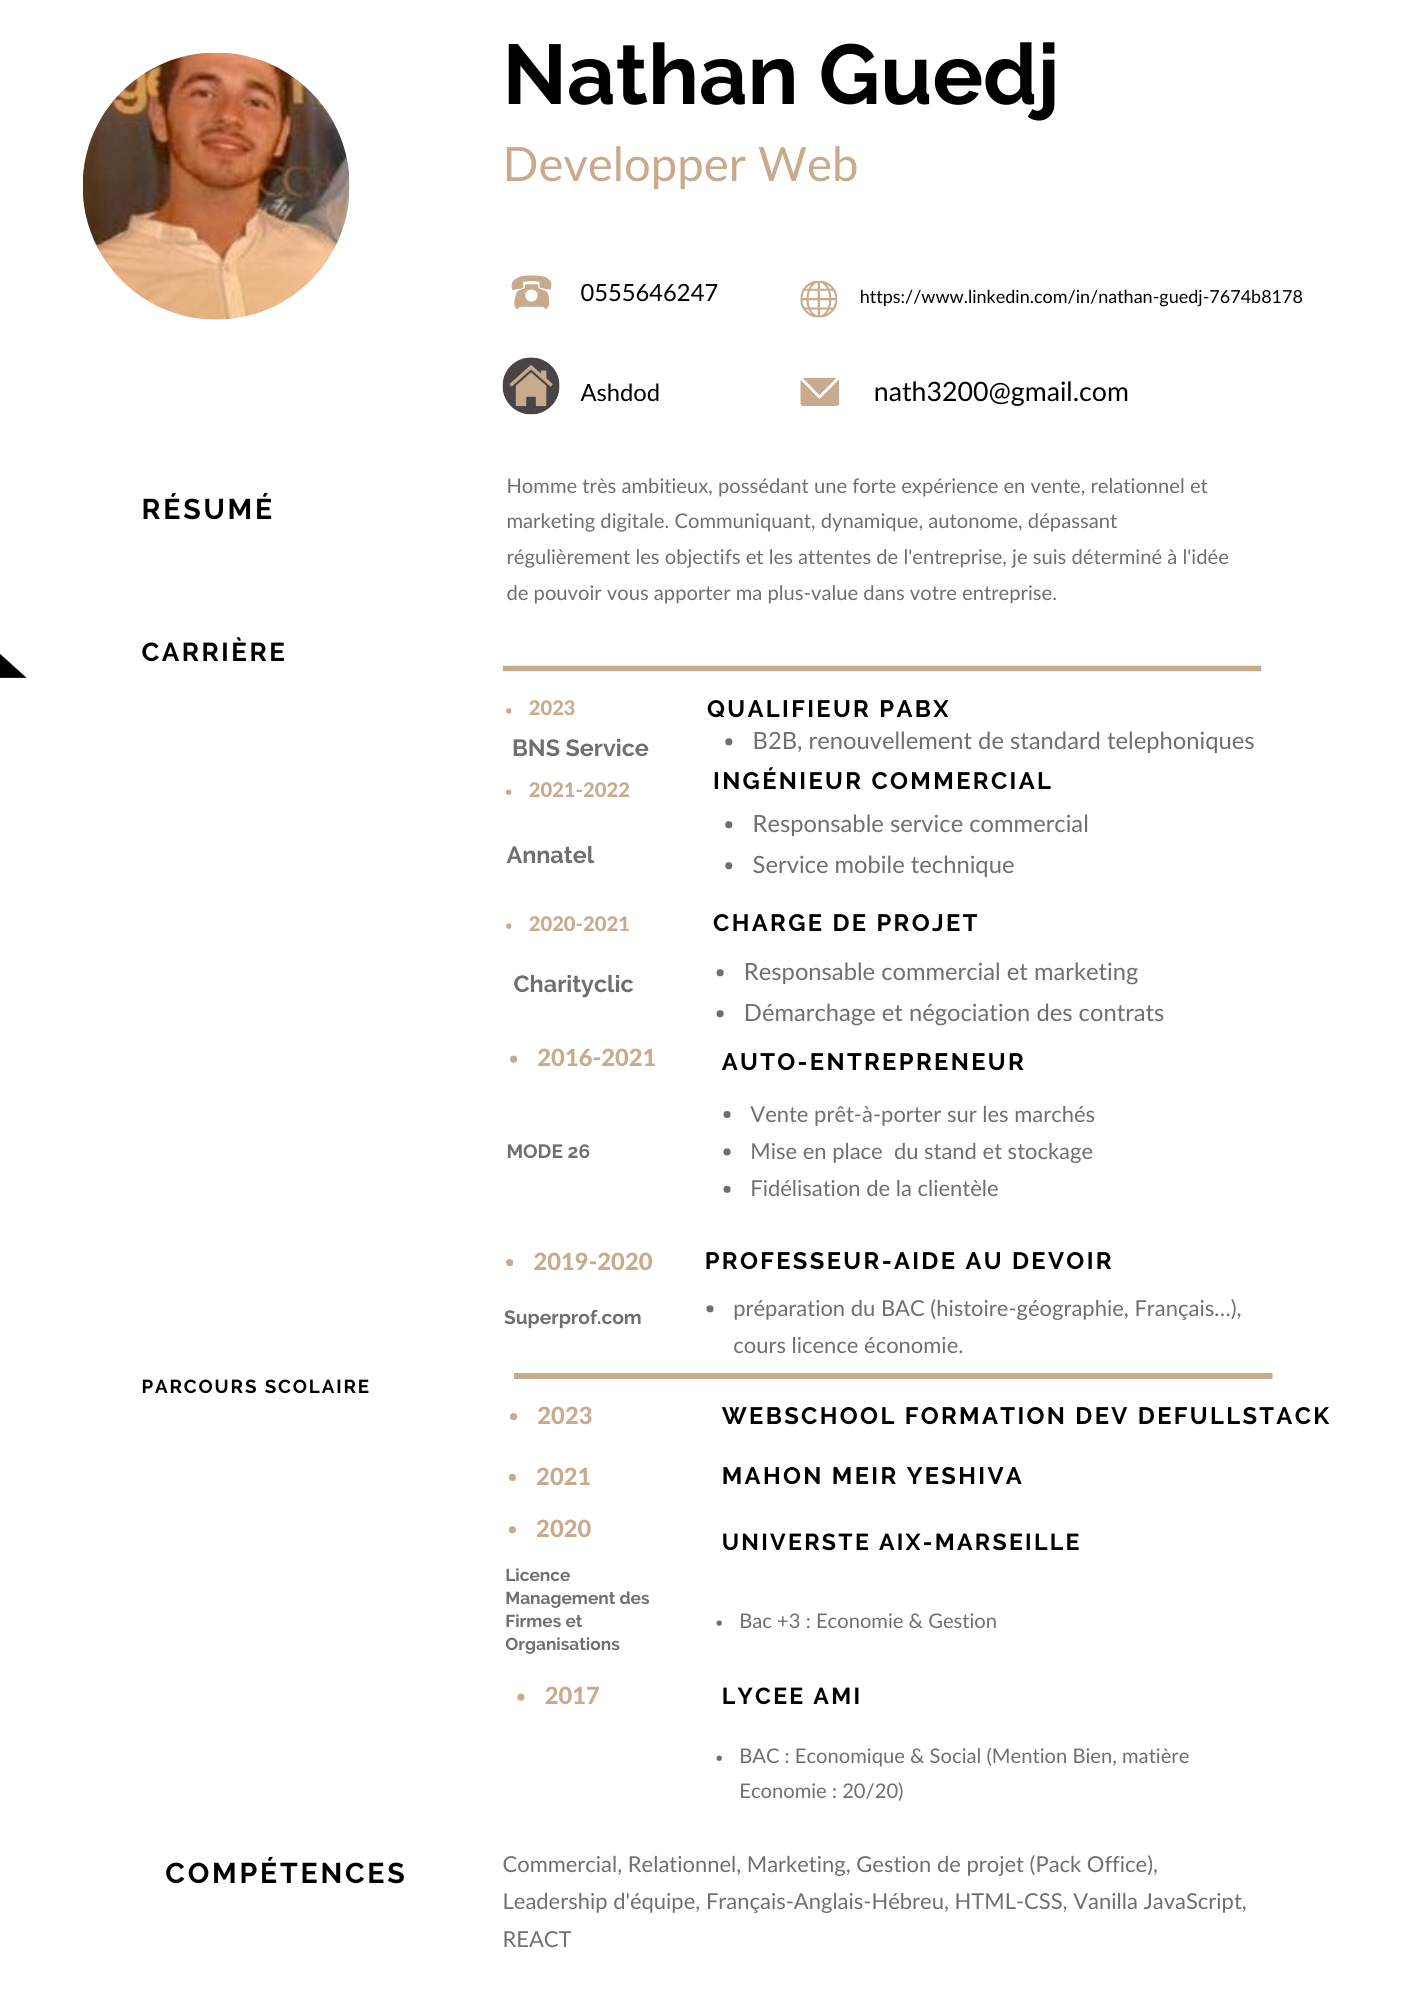 Nathan Guedj
Developper Web
0555646247
https://www.linkedin.com/in/nathan-guedj-7674b8178
Ashdod
nath3200@gmail.com
RÉSUMÉ
Homme très ambitieux, possédant une forte expérience en vente, relationnel et
marketing digitale. Communiquant, dynamique, autonome, dépassant
régulièrement les objectifs et les attentes de l'entreprise, je suis déterminé à l'idée
de pouvoir vous apporter ma plus-value dans votre entreprise.
CARRIÈRE
• 2023
QUALIFIEUR PABX
BNS Service
• B2B, renouvellement de standard telephoniques
• 2021-2022
INGÉNIEUR COMMERCIAL
• Responsable service commercial
Annatel
• Service mobile technique
• 2020-2021
CHARGE DE PROJET
Charityclic
• Responsable commercial et marketing
• Démarchage et négociation des contrats
• 2016-2021
AUTO-ENTREPRENEUR
• Vente prêt-à-porter sur les marchés
MODE 26
• Mise en place  du stand et stockage
• Fidélisation de la clientèle
• 2019-2020
PROFESSEUR-AIDE AU DEVOIR
Superprof.com
• préparation du BAC (histoire-géographie, Français...),
cours licence économie.
PARCOURS SCOLAIRE
• 2023
WEBSCHOOL FORMATION DEV DEFULLSTACK
• 2021
MAHON MEIR YESHIVA
• 2020
UNIVERSTE AIX-MARSEILLE
Licence
Management des
Firmes et
Organisations
• Bac +3 : Economie & Gestion
• 2017
LYCEE AMI
• BAC : Economique & Social (Mention Bien, matière
Economie : 20/20)
COMPÉTENCES
Commercial, Relationnel, Marketing, Gestion de projet (Pack Office),
Leadership d'équipe, Français-Anglais-Hébreu, HTML-CSS, Vanilla JavaScript,
REACT